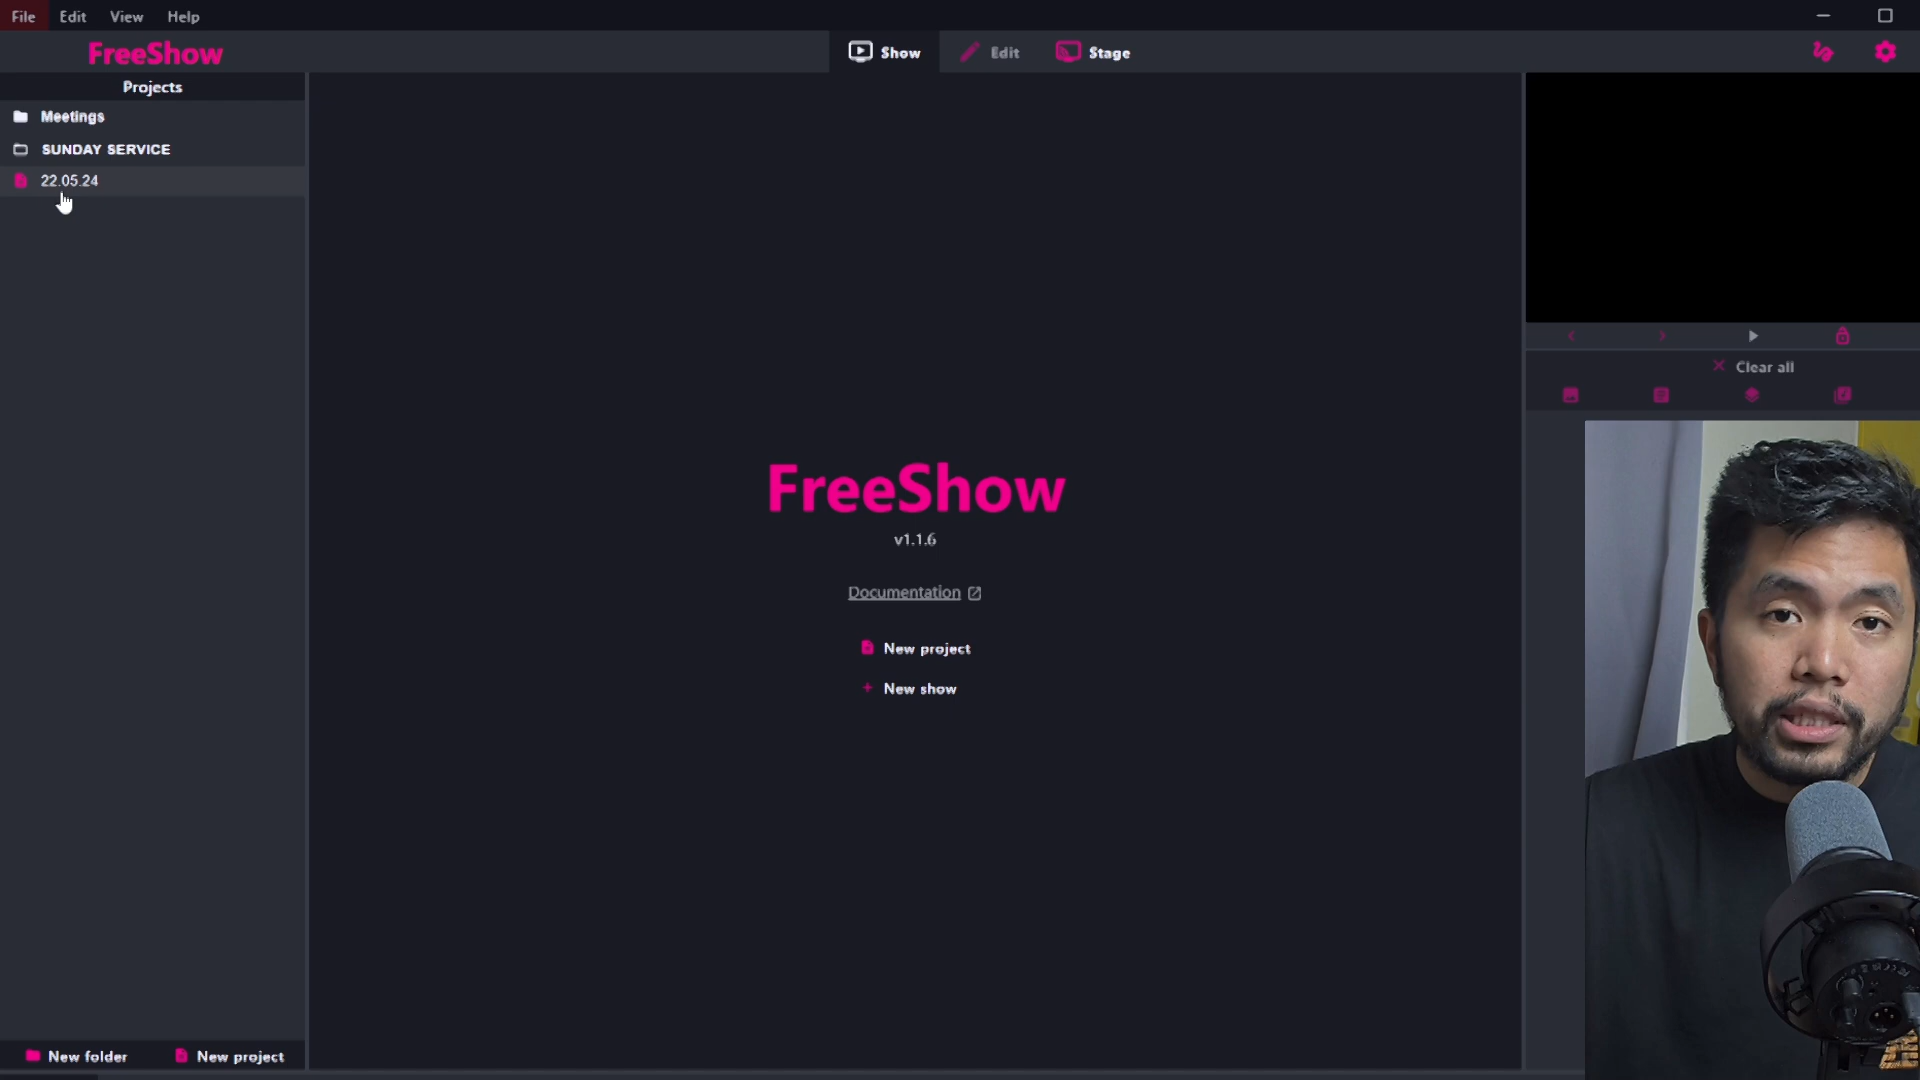 File Edit View Help
FreeShow
Show Edit Stage
Projects
Meetings
SUNDAY SERVICE
22.05.24
Clear all
FreeShow
v1.1.6
Documentation
New project
New show
New folder New project